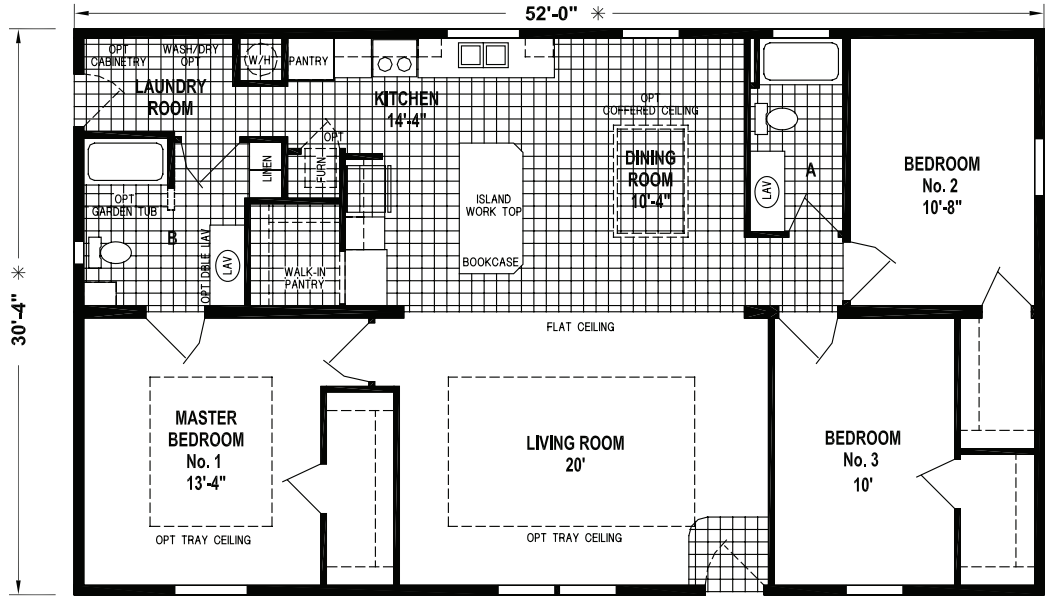 52'-0" *
30'-4" *
OPT
CABINETRY
WASH/DRY
OPT
W/H
PANTRY
LAUNDRY
ROOM
KITCHEN
14'-4"
OPT
COFFERED CEILING
DINING
ROOM
10'-4"
OPT
FURN
LINEN
ISLAND
WORK TOP
BOOKCASE
LAV
A
BEDROOM
No. 2
10'-8"
OPT
GARDEN TUB
B
OPT DBLE LAV
LAV
WALK-IN
PANTRY
FLAT CEILING
MASTER
BEDROOM
No. 1
13'-4"
OPT TRAY CEILING
LIVING ROOM
20'
OPT TRAY CEILING
BEDROOM
No. 3
10'